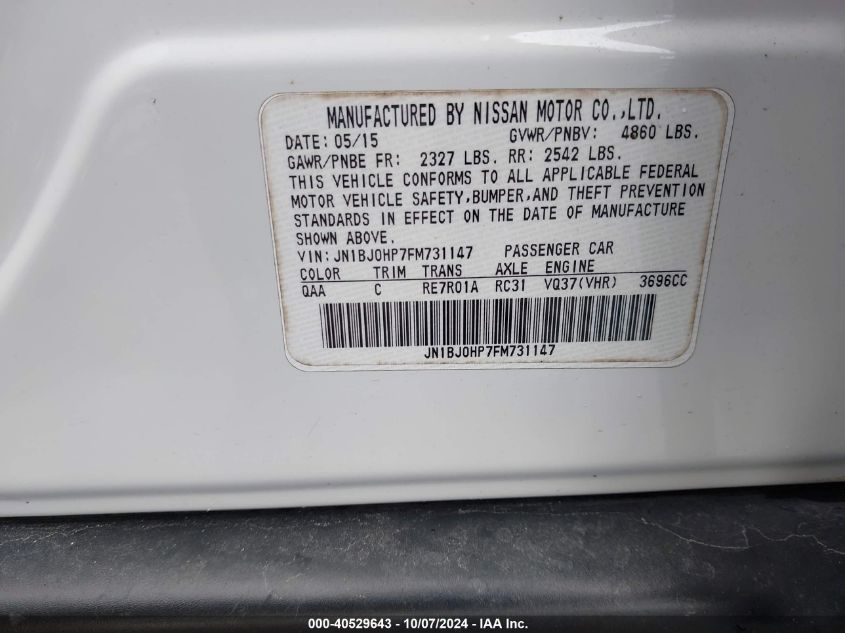 MANUFACTURED BY NISSAN MOTOR CO.,LTD.
DATE: 05/15 GVWR/PNBV: 4860 LBS.
GAWR/PNBE FR: 2327 LBS. RR: 2542 LBS.
THIS VEHICLE CONFORMS TO ALL APPLICABLE FEDERAL
MOTOR VEHICLE SAFETY,BUMPER,AND THEFT PREVENTION
STANDARDS IN EFFECT ON THE DATE OF MANUFACTURE
SHOWN ABOVE.
VIN: JN1BJ0HP7FM731147 PASSENGER CAR
COLOR TRIM TRANS AXLE ENGINE
QAA C RE7R01A RC31 VQ37(VHR) 3696CC
JN1BJ0HP7FM731147
000-40529643 - 10/07/2024 - IAA Inc.